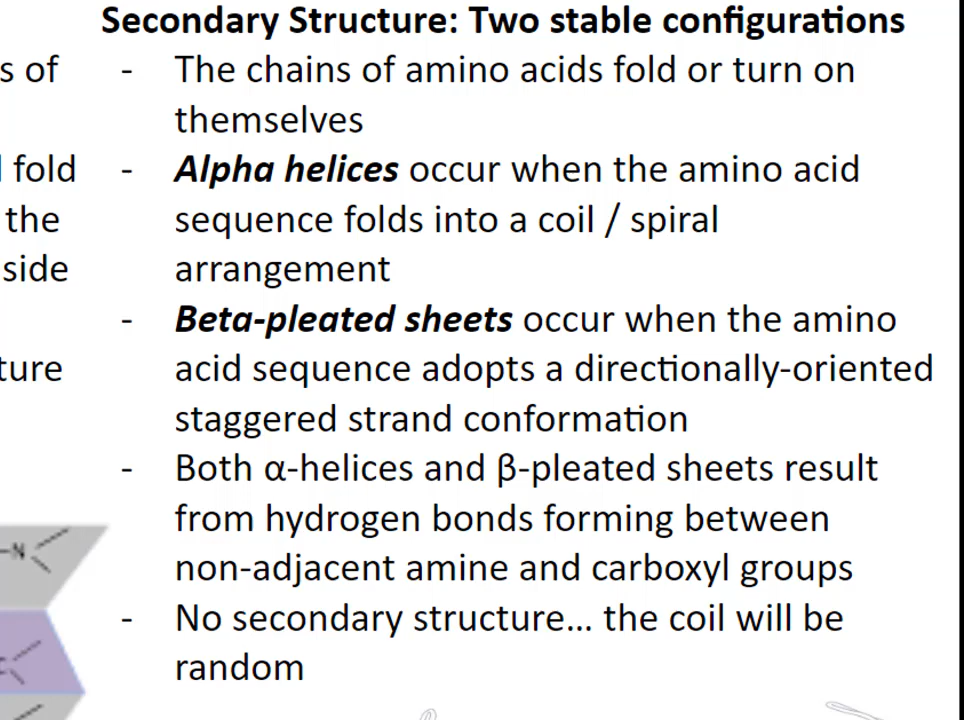 Secondary Structure: Two stable configurations
s of
- The chains of amino acids fold or turn on
themselves
fold
- Alpha helices occur when the amino acid
the
sequence folds into a coil / spiral
side
arrangement
- Beta-pleated sheets occur when the amino
ture
acid sequence adopts a directionally-oriented
staggered strand conformation
- Both α-helices and β-pleated sheets result
from hydrogen bonds forming between
N
non-adjacent amine and carboxyl groups
- No secondary structure... the coil will be
random